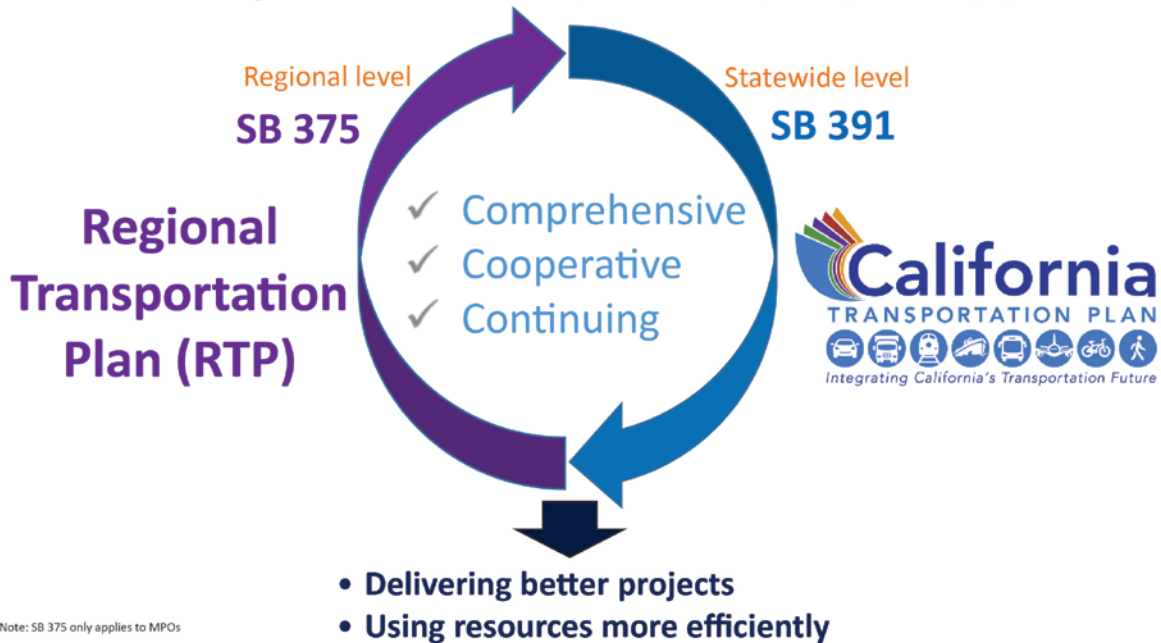 Regional level
SB 375
Statewide level
SB 391
Regional
Transportation
Plan (RTP)
✓ Comprehensive
✓ Cooperative
✓ Continuing
California
TRANSPORTATION PLAN
Integrating California's Transportation Future
• Delivering better projects
• Using resources more efficiently
Note: SB 375 only applies to MPOs